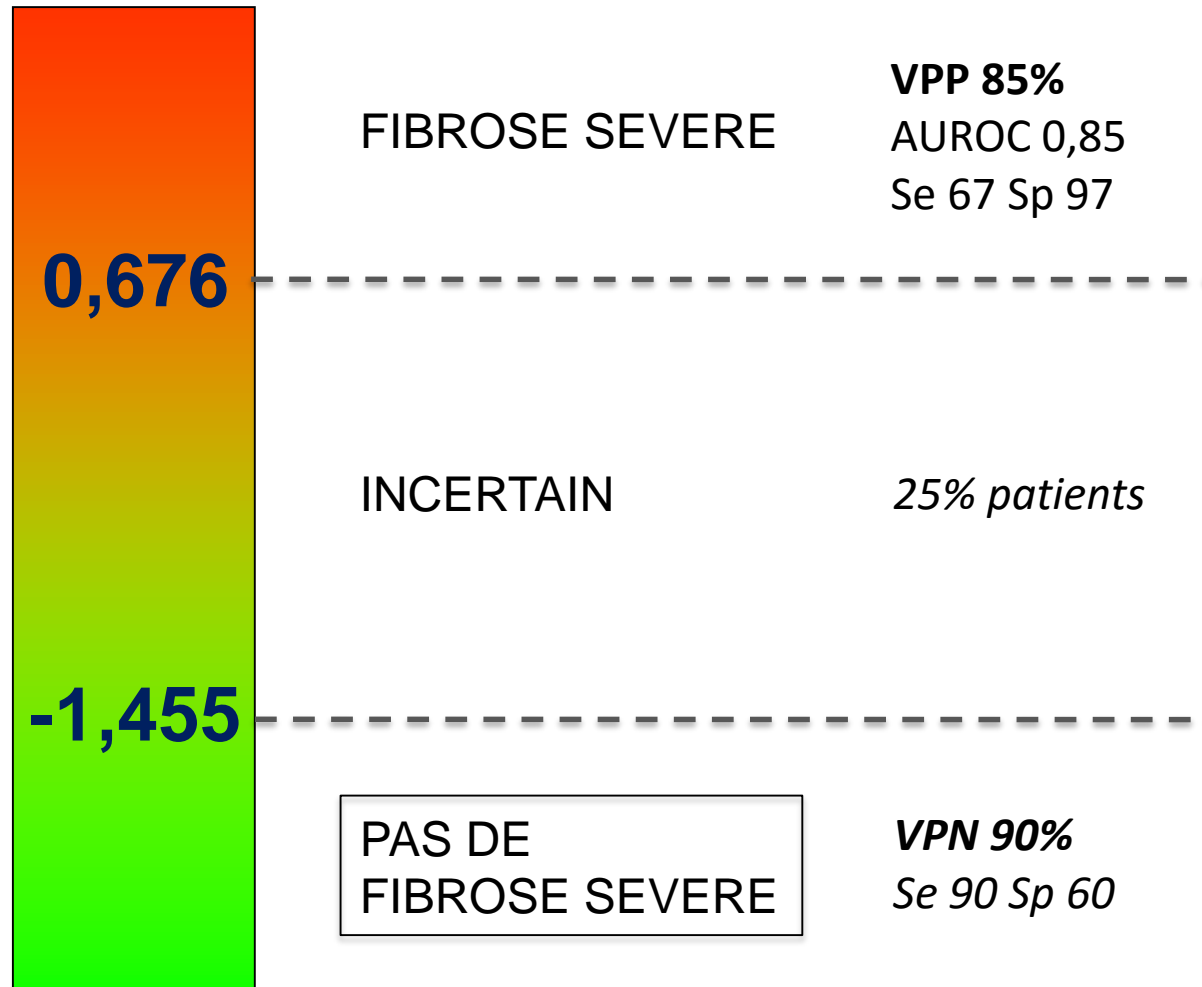 FIBROSE SEVERE
VPP 85%
AUROC 0,85
Se 67 Sp 97
0,676
INCERTAIN
25% patients
-1,455
PAS DE
FIBROSE SEVERE
VPN 90%
Se 90 Sp 60